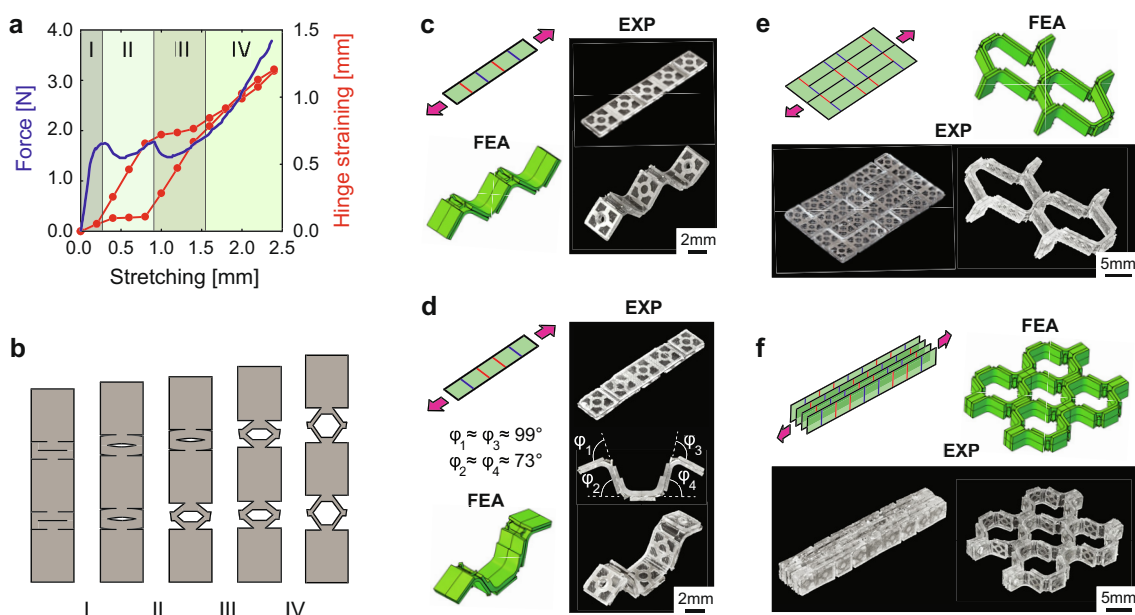 a
4.0
3.0
2.0
1.0
0.0
Force [N]
I II III IV
1.5
1.0
0.5
0.0
Hinge straining [mm]
0.0 0.5 1.0 1.5 2.0 2.5
Stretching [mm]
b
I II III IV
c
EXP
FEA
2mm
d
EXP
φ1 ≈ φ3 ≈ 99°
φ2 ≈ φ4 ≈ 73°
φ1 φ3
φ2 φ4
FEA
2mm
e
FEA
EXP
5mm
f
FEA
EXP
5mm